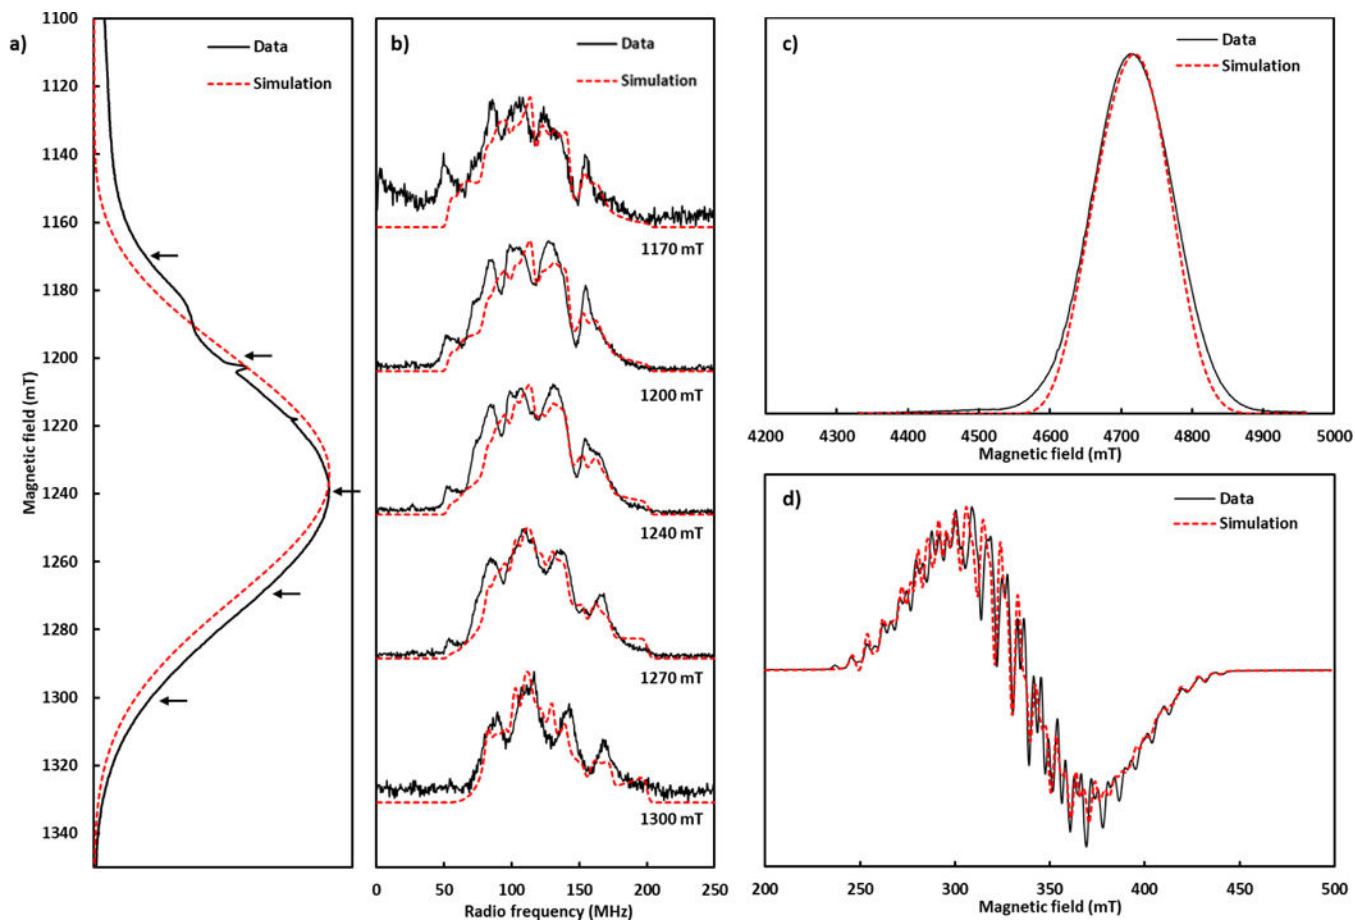 a)
Data
Simulation
1100
1120
1140
1160
1180
1200
1220
1240
1260
1280
1300
1320
1340
Magnetic field (mT)
b)
Data
Simulation
1170 mT
1200 mT
1240 mT
1270 mT
1300 mT
0 50 100 150 200 250
Radio frequency (MHz)
c)
Data
Simulation
4200 4300 4400 4500 4600 4700 4800 4900 5000
Magnetic field (mT)
d)
Data
Simulation
200 250 300 350 400 450 500
Magnetic field (mT)